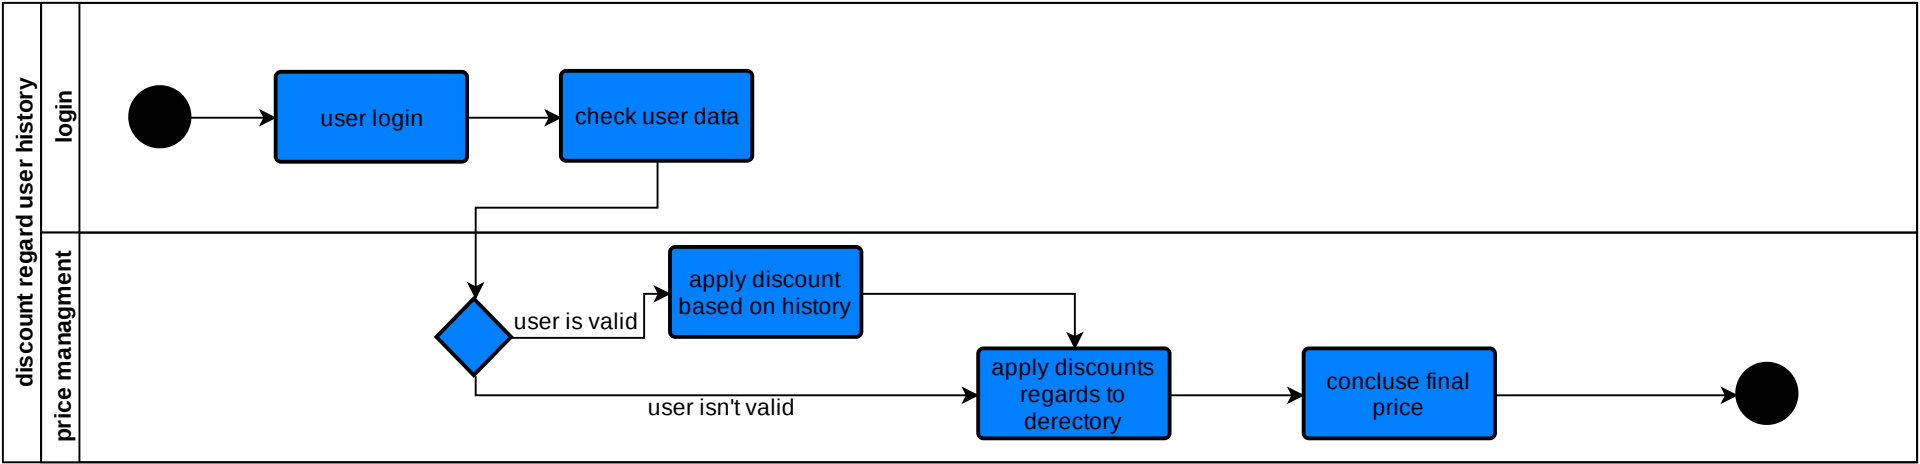 discount regard user history
login
user login
check user data
price managment
apply discount
based on history
user is valid
user isn't valid
apply discounts
regards to
derectory
concluse final
price